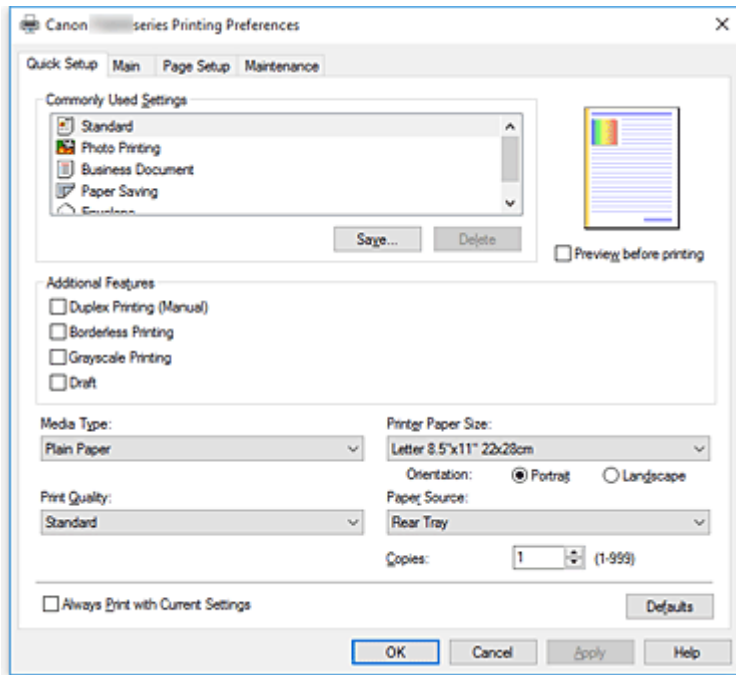 Canon series Printing Preferences
Quick Setup Main Page Setup Maintenance
Commonly Used Settings
Standard
Photo Printing
Business Document
Paper Saving
Envelope
Save... Delete
Preview before printing
Additional Features
Duplex Printing (Manual)
Borderless Printing
Grayscale Printing
Draft
Media Type:
Plain Paper
Printer Paper Size:
Letter 8.5"x11" 22x28cm
Orientation: Portrait Landscape
Print Quality:
Standard
Paper Source:
Rear Tray
Copies: 1 (1-999)
Always Print with Current Settings
Defaults
OK Cancel Apply Help